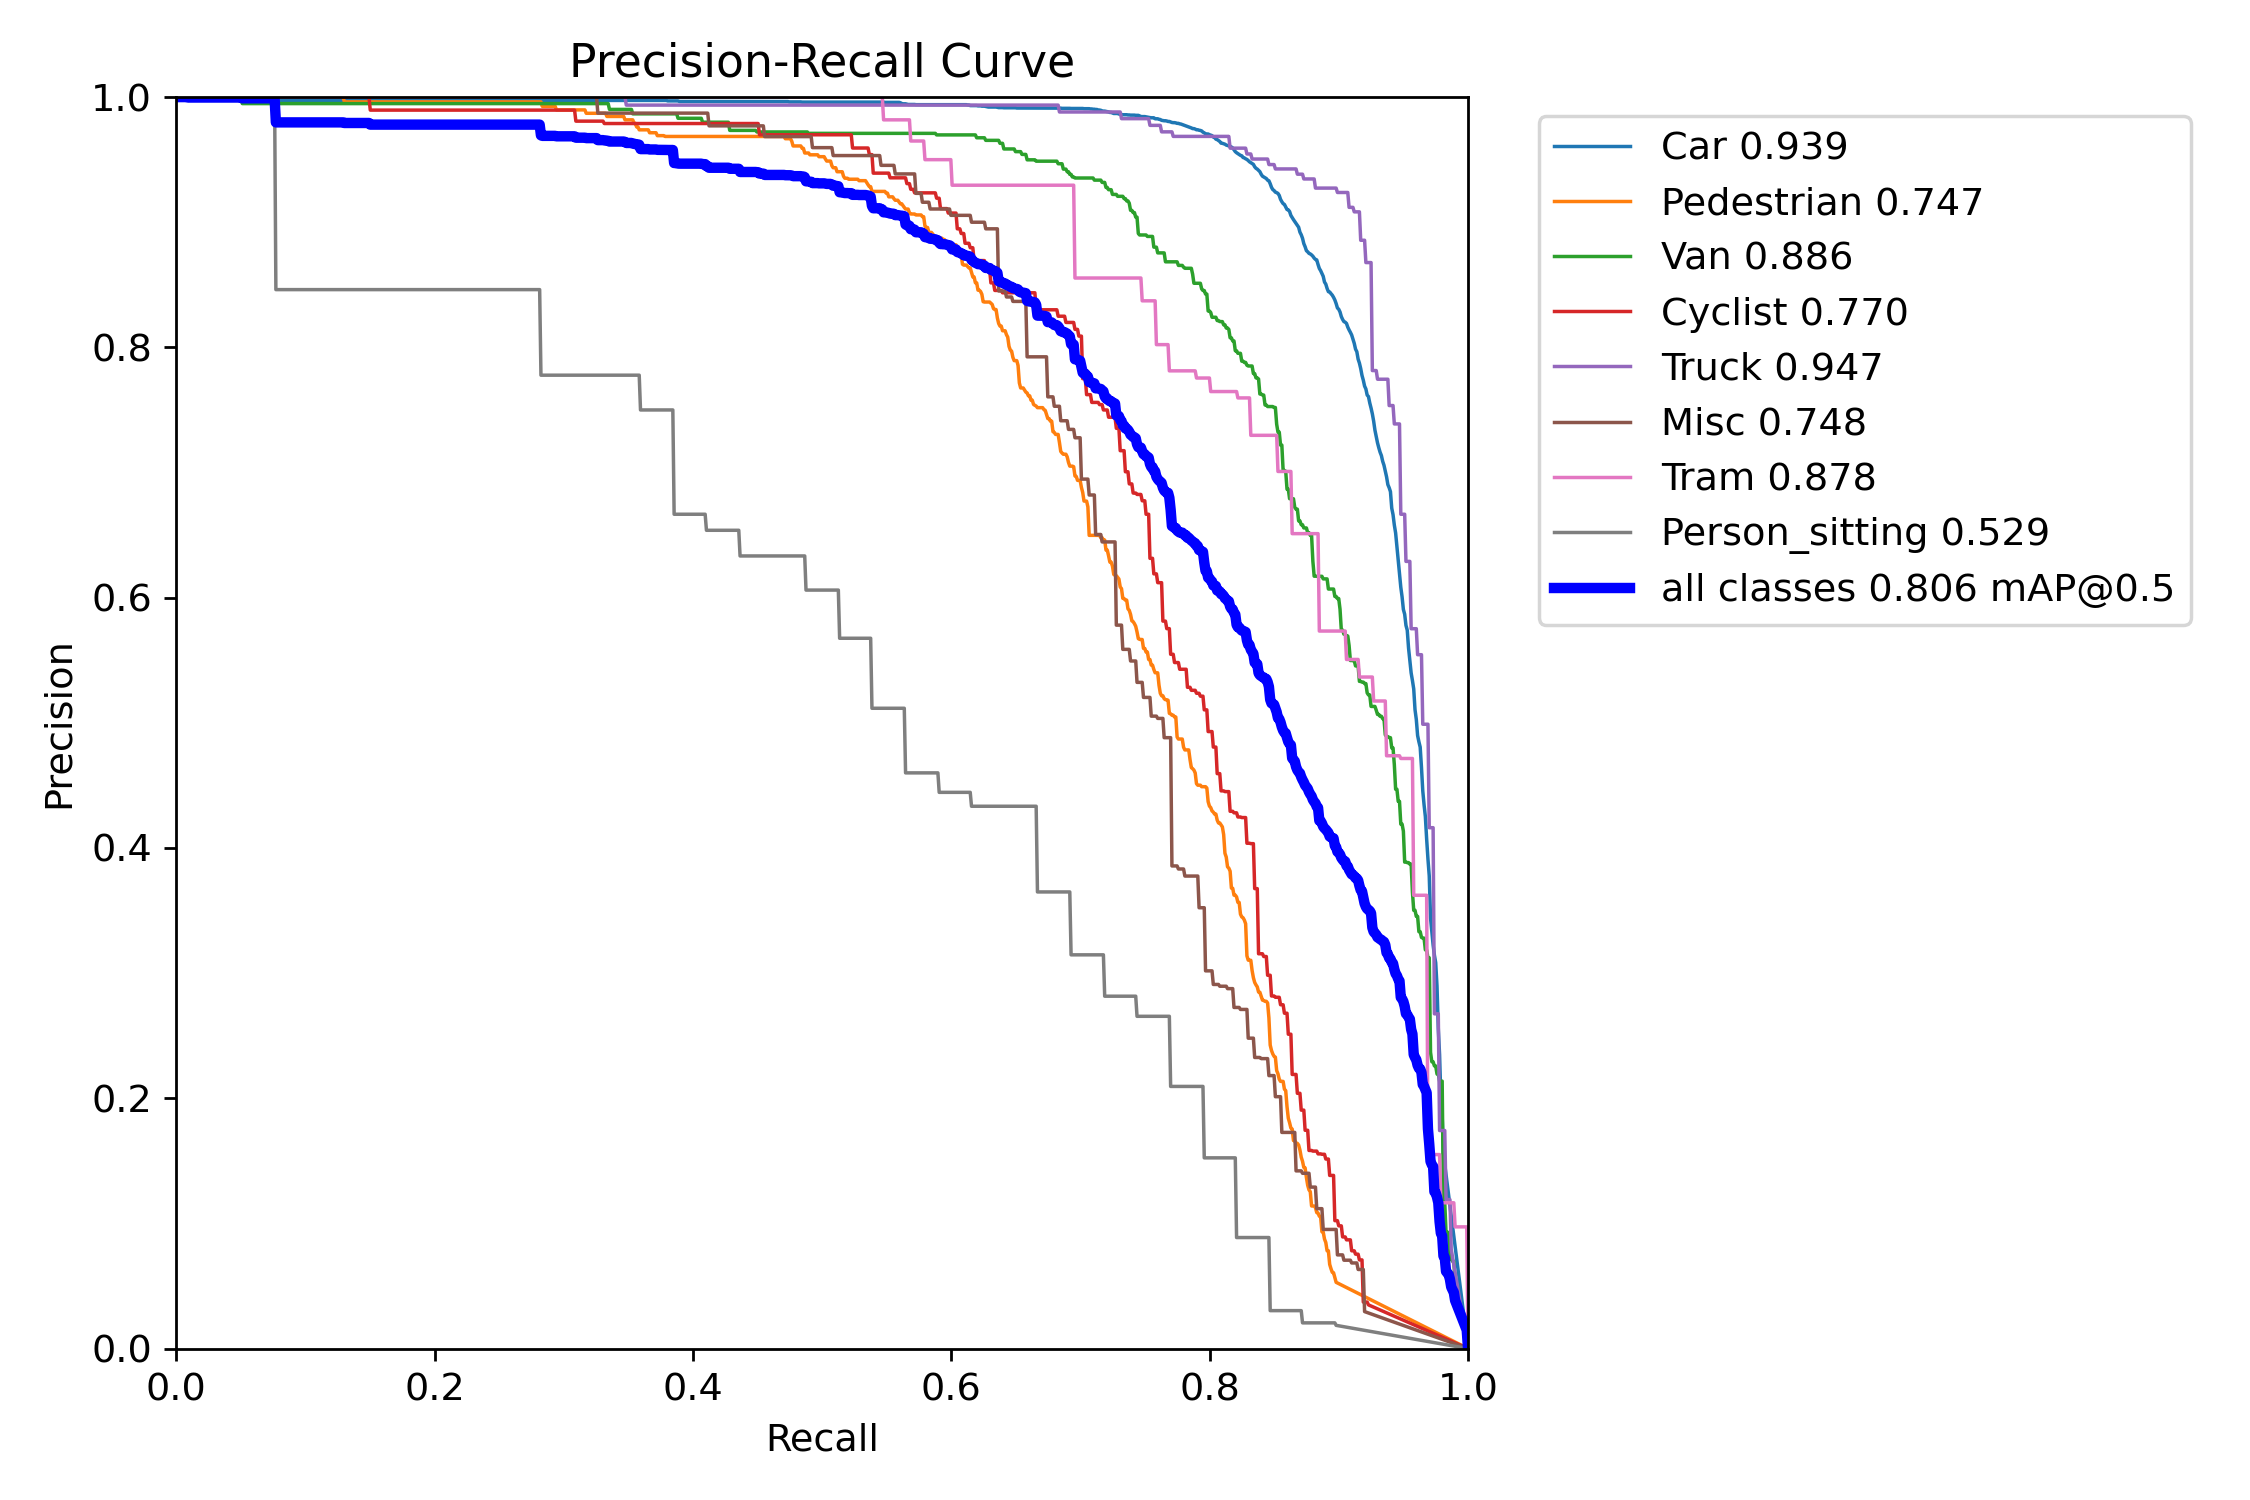 Precision-Recall Curve
1.0
0.8
0.6
0.4
0.2
0.0
Precision
0.0 0.2 0.4 0.6 0.8 1.0
Recall
Car 0.939
Pedestrian 0.747
Van 0.886
Cyclist 0.770
Truck 0.947
Misc 0.748
Tram 0.878
Person_sitting 0.529
all classes 0.806 mAP@0.5